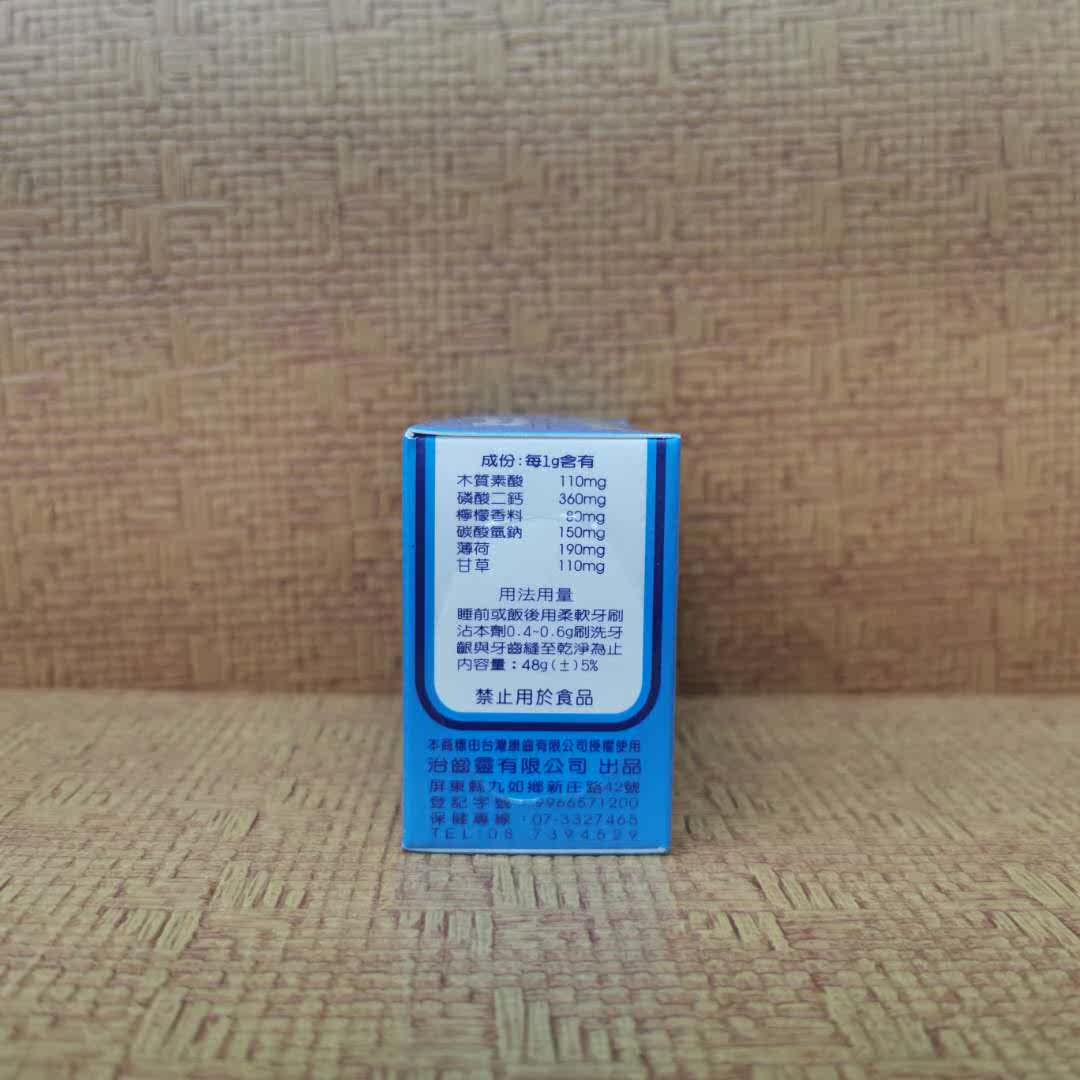 成份:每1g含有
木質素酸 110mg
磷酸二鈣 360mg
檸檬香料 80mg
碳酸氫鈉 150mg
薄荷 190mg
甘草 110mg
用法用量
睡前或飯後用柔軟牙刷
沾本劑0.4~0.6g刷洗牙
齦與牙齒縫至乾淨為止
內容量:48g(±)5%
禁止用於食品
本商標由台灣康齒有限公司授權使用
治齒靈有限公司 出品
屏東縣九如鄉新庄路42號
登記字號:9966571200
保健專線:07-3327465
TEL:08 7394529